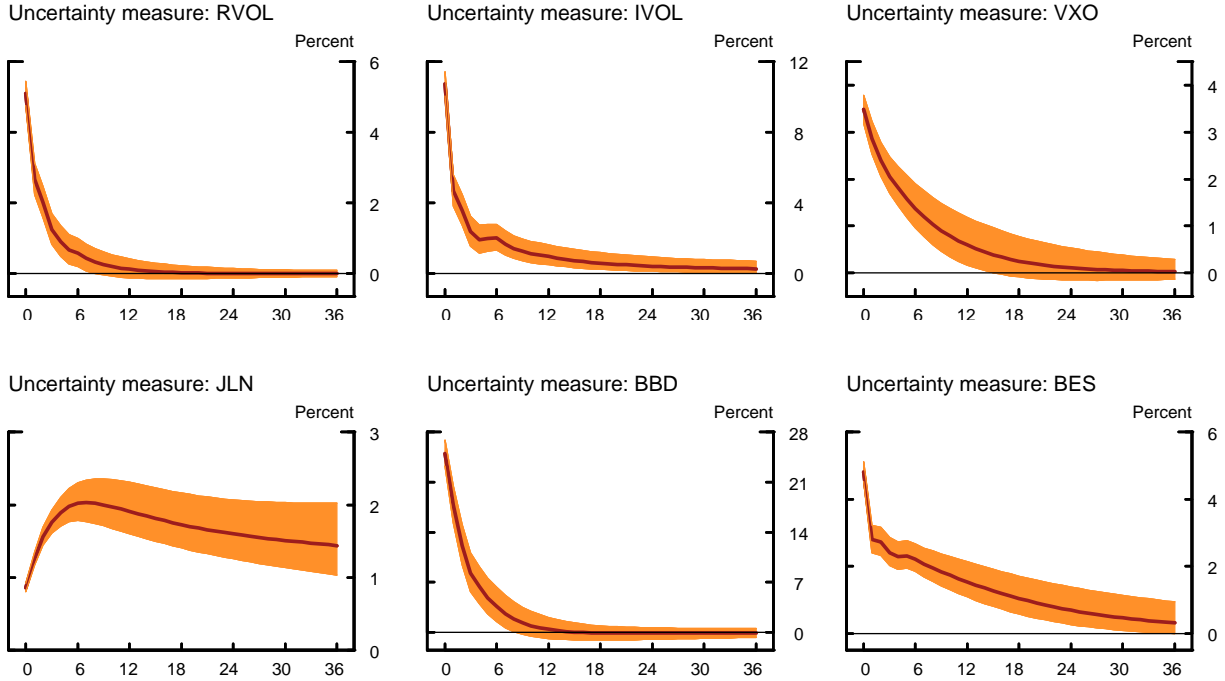 Uncertainty measure: RVOL
Percent
6
4
2
0
0 6 12 18 24 30 36
Uncertainty measure: IVOL
Percent
12
8
4
0
0 6 12 18 24 30 36
Uncertainty measure: VXO
Percent
4
3
2
1
0
0 6 12 18 24 30 36
Uncertainty measure: JLN
Percent
3
2
1
0
0 6 12 18 24 30 36
Uncertainty measure: BBD
Percent
28
21
14
7
0
0 6 12 18 24 30 36
Uncertainty measure: BES
Percent
6
4
2
0
0 6 12 18 24 30 36